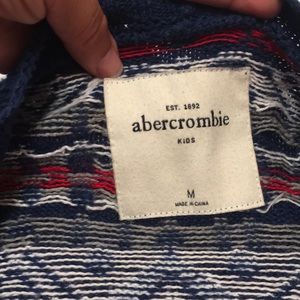 EST. 1892
abercrombie
KIDS
M
MADE IN CHINA